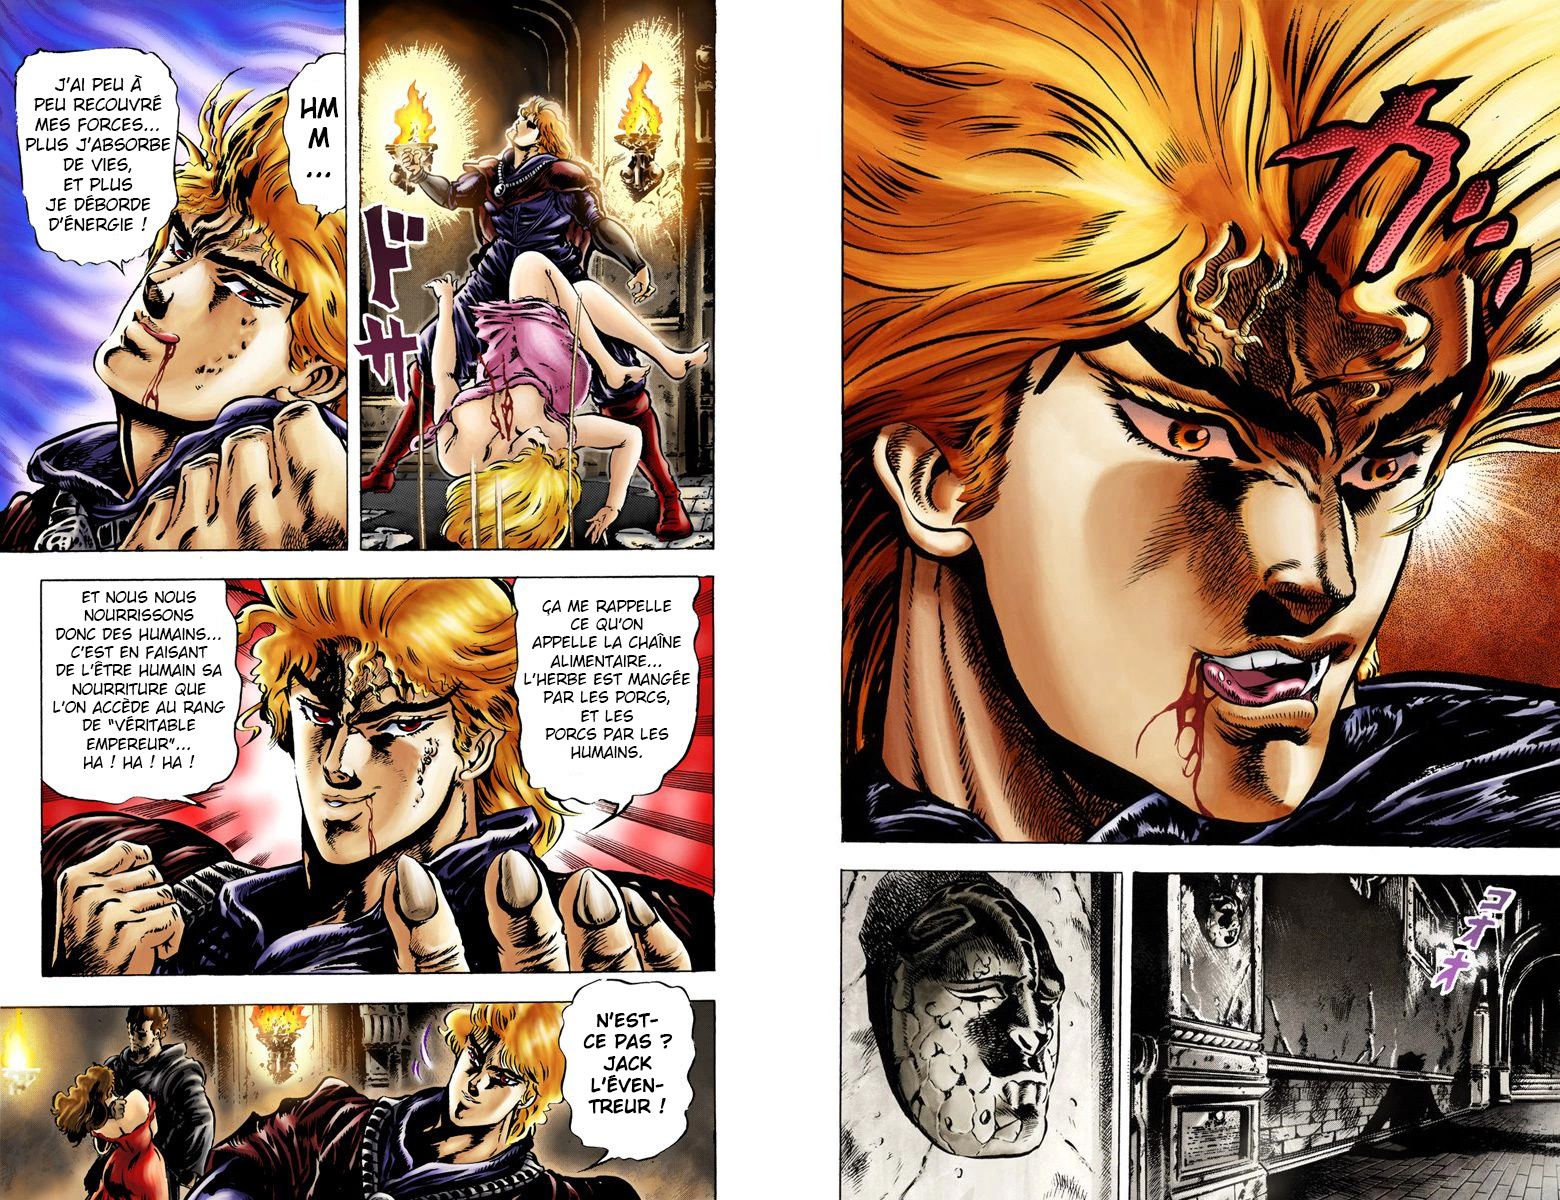 ガ
コオオ
ドサ
HM
M
...
J'AI PEU À
PEU RECOUVRÉ
MES FORCES...
PLUS J'ABSORBE
DE VIES,
ET PLUS
JE DÉBORDE
D'ÉNERGIE !
ÇA ME RAPPELLE
CE QU'ON
APPELLE LA CHAÎNE
ALIMENTAIRE...
L'HERBE EST MANGÉE
PAR LES PORCS,
ET LES
PORCS PAR LES
HUMAINS.
ET NOUS NOUS
NOURRISSONS
DONC DES HUMAINS...
C'EST EN FAISANT
DE L'ÊTRE HUMAIN SA
NOURRITURE QUE
L'ON ACCÈDE AU RANG
DE "VÉRITABLE
EMPEREUR"...
HA ! HA ! HA !
N'EST-
CE PAS ?
JACK
L'ÉVEN-
TREUR !